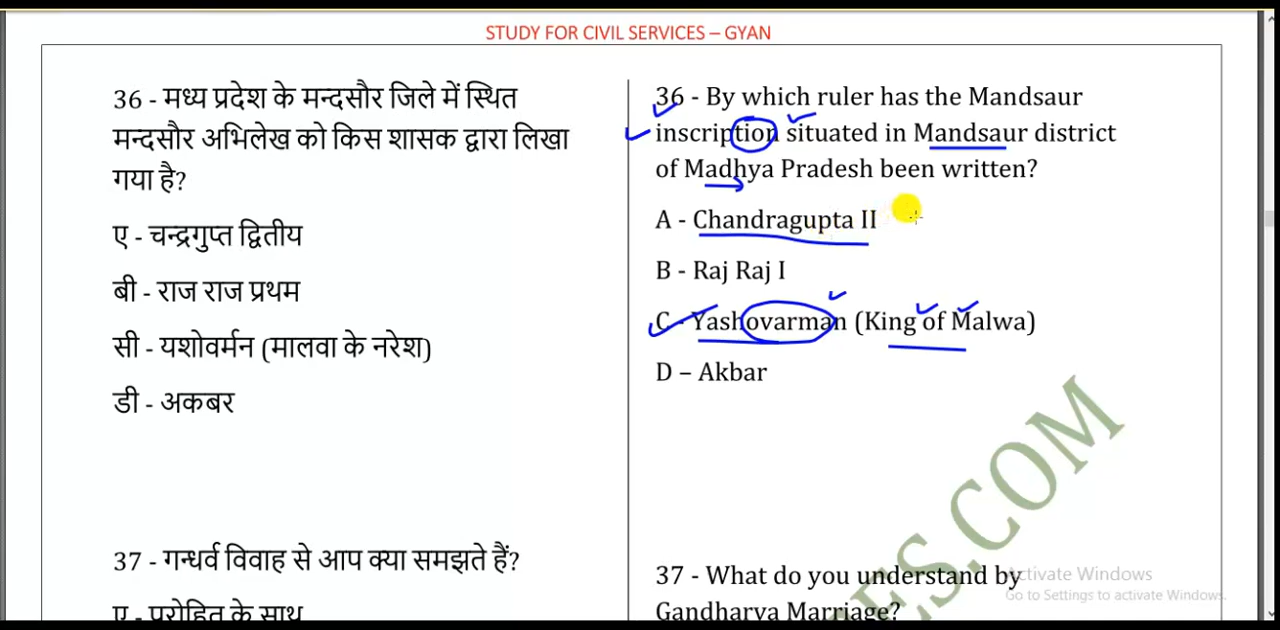 STUDY FOR CIVIL SERVICES – GYAN
36 - मध्य प्रदेश के मन्दसौर जिले में स्थित
मन्दसौर अभिलेख को किस शासक द्वारा लिखा
गया है?
ए - चन्द्रगुप्त द्वितीय
बी - राज राज प्रथम
सी - यशोवर्मन (मालवा के नरेश)
डी - अकबर
37 - गन्धर्व विवाह से आप क्या समझते हैं?
ए - पुरोहित के साथ
36 - By which ruler has the Mandsaur
inscription situated in Mandsaur district
of Madhya Pradesh been written?
A - Chandragupta II
B - Raj Raj I
C - Yashovarman (King of Malwa)
D – Akbar
37 - What do you understand by
Gandharva Marriage?
ES.COM
Activate Windows
Go to Settings to activate Windows.